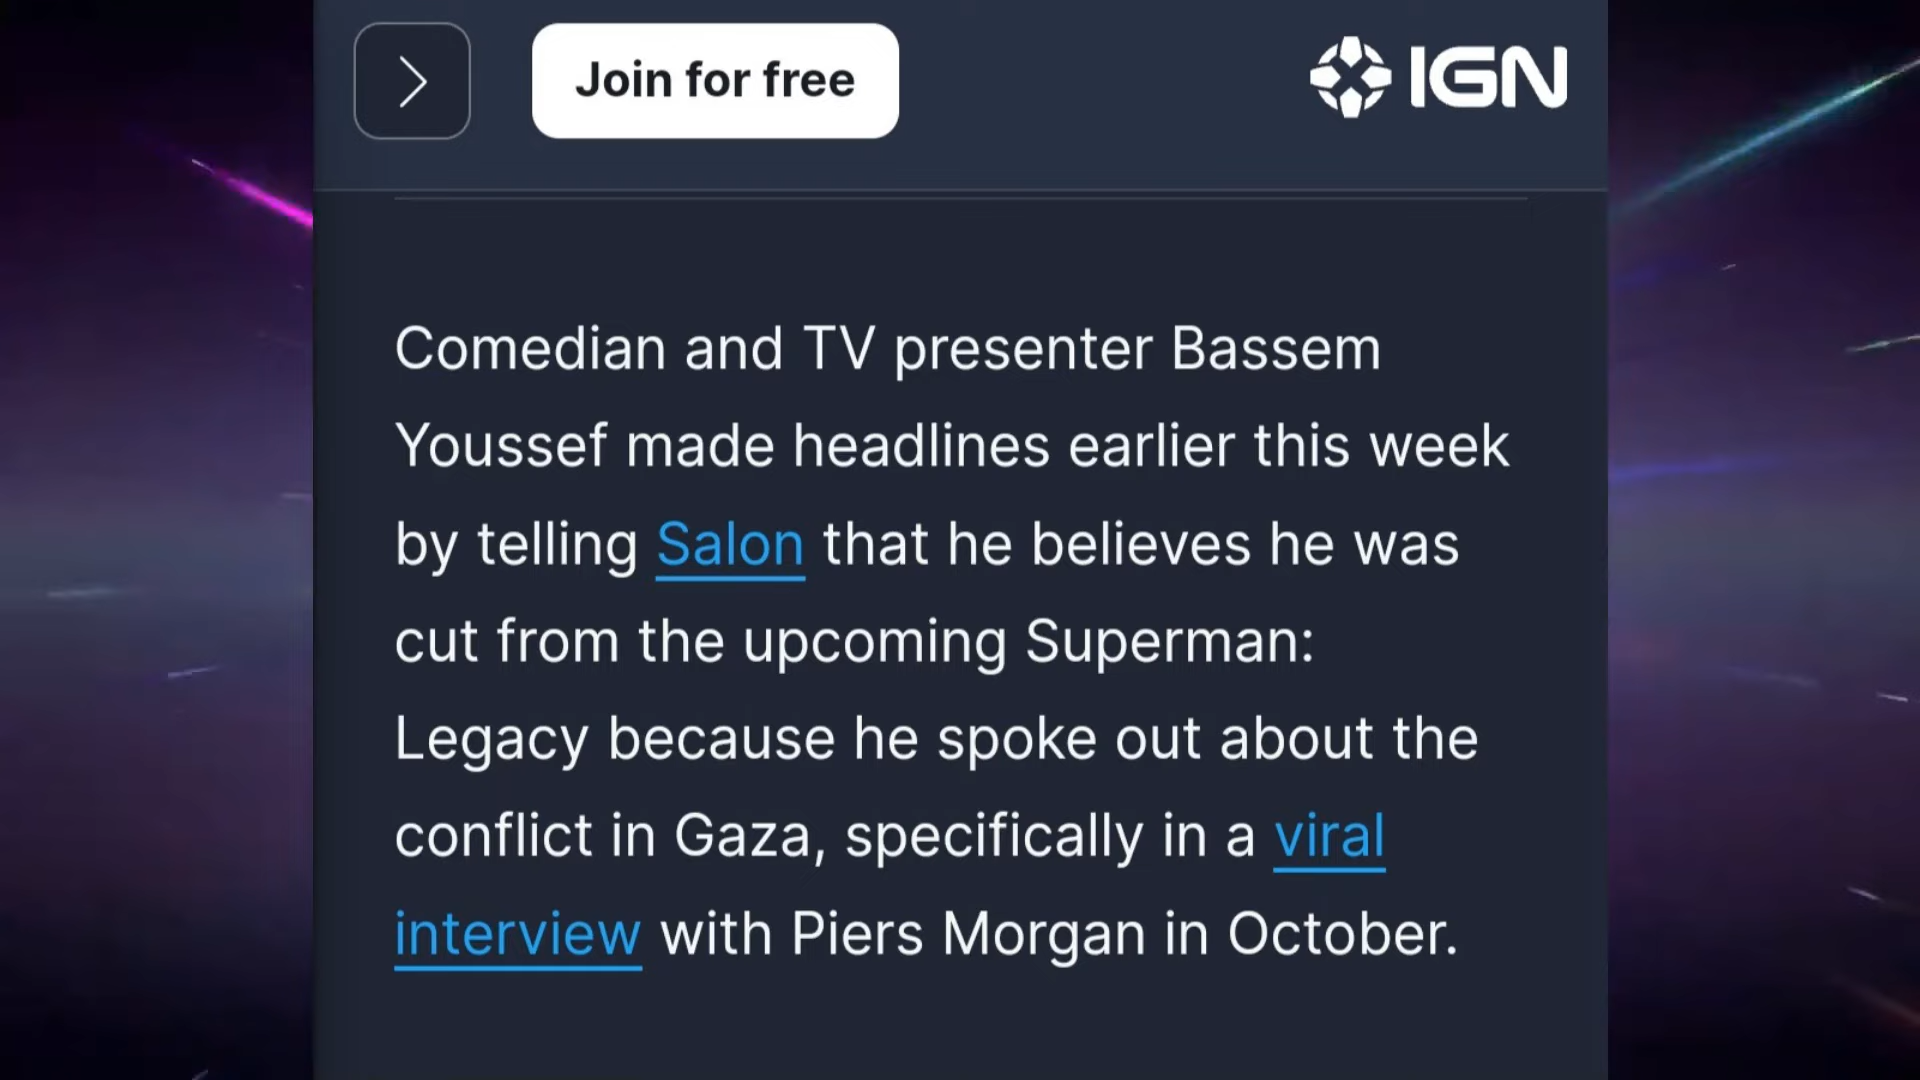 Join for free
IGN
Comedian and TV presenter Bassem
Youssef made headlines earlier this week
by telling Salon that he believes he was
cut from the upcoming Superman:
Legacy because he spoke out about the
conflict in Gaza, specifically in a viral
interview with Piers Morgan in October.